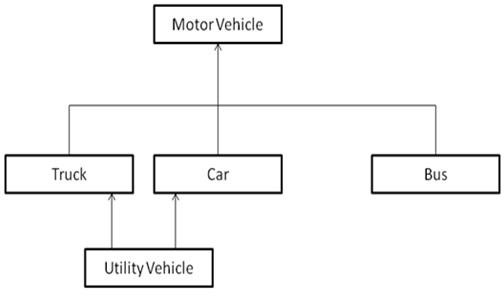 Motor Vehicle
Truck
Car
Bus
Utility Vehicle